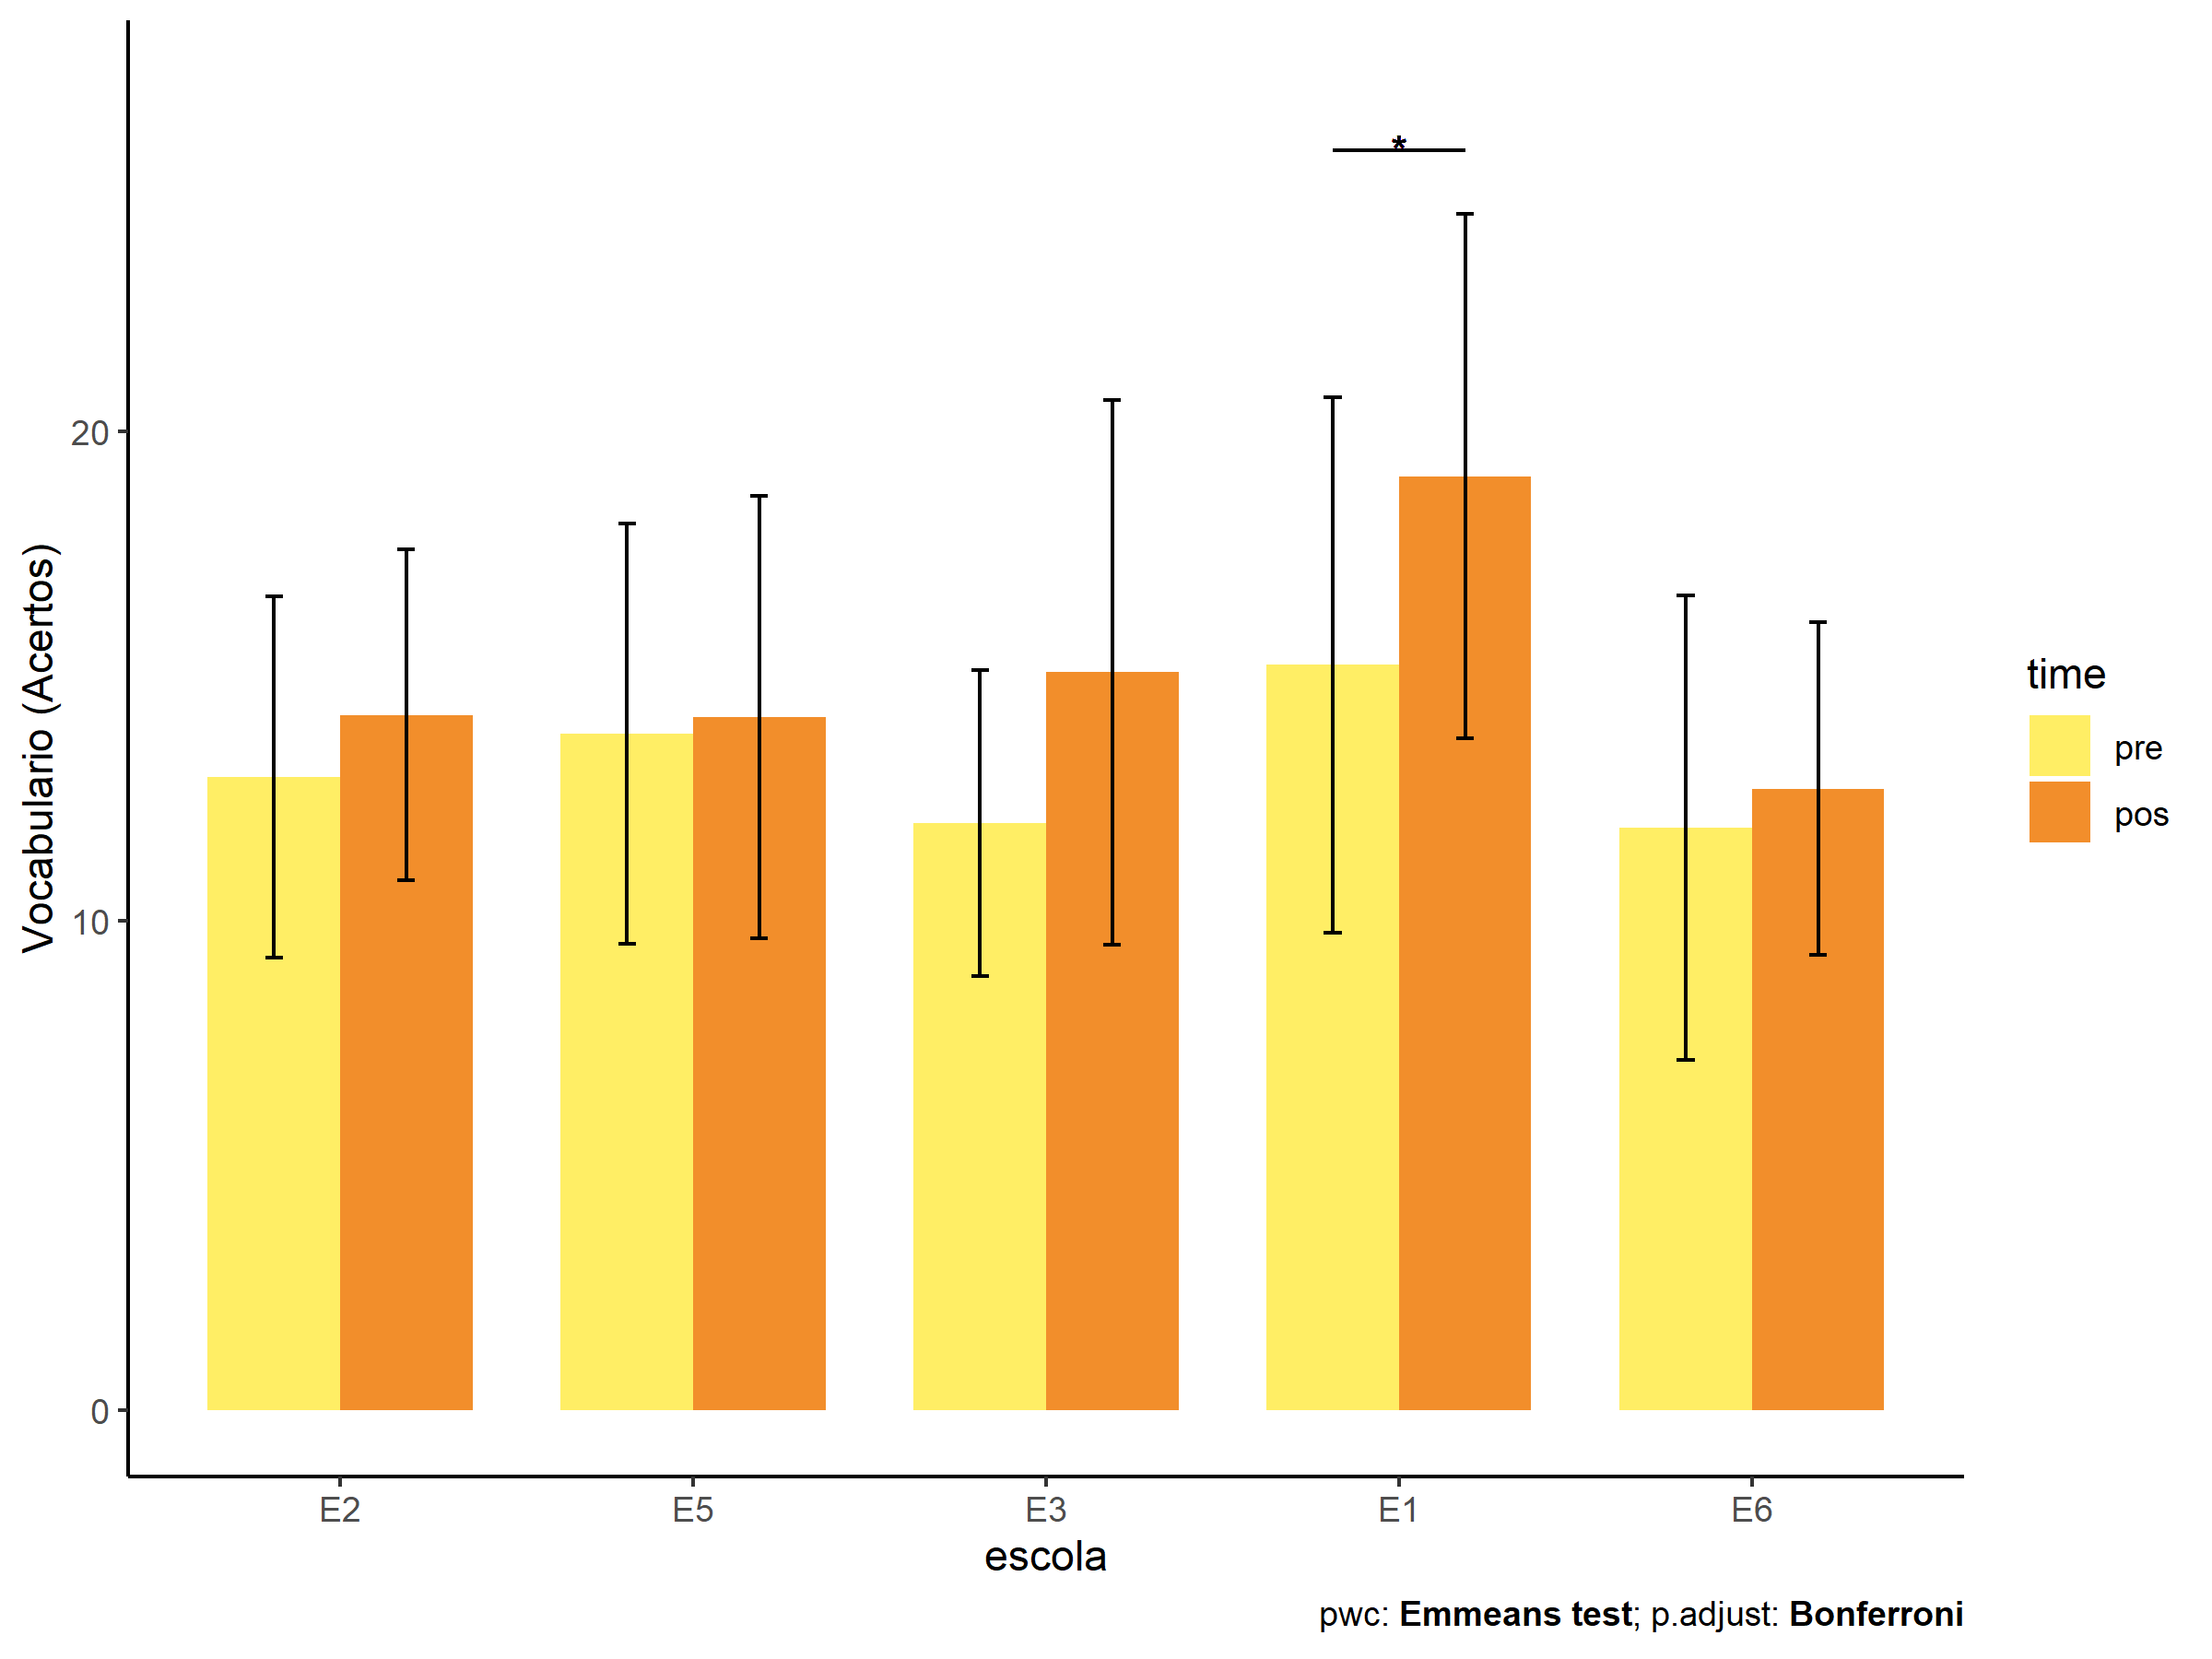 *
20
10
0
Vocabulario (Acertos)
E2 E5 E3 E1 E6
escola
time
pre
pos
pwc: Emmeans test; p.adjust: Bonferroni